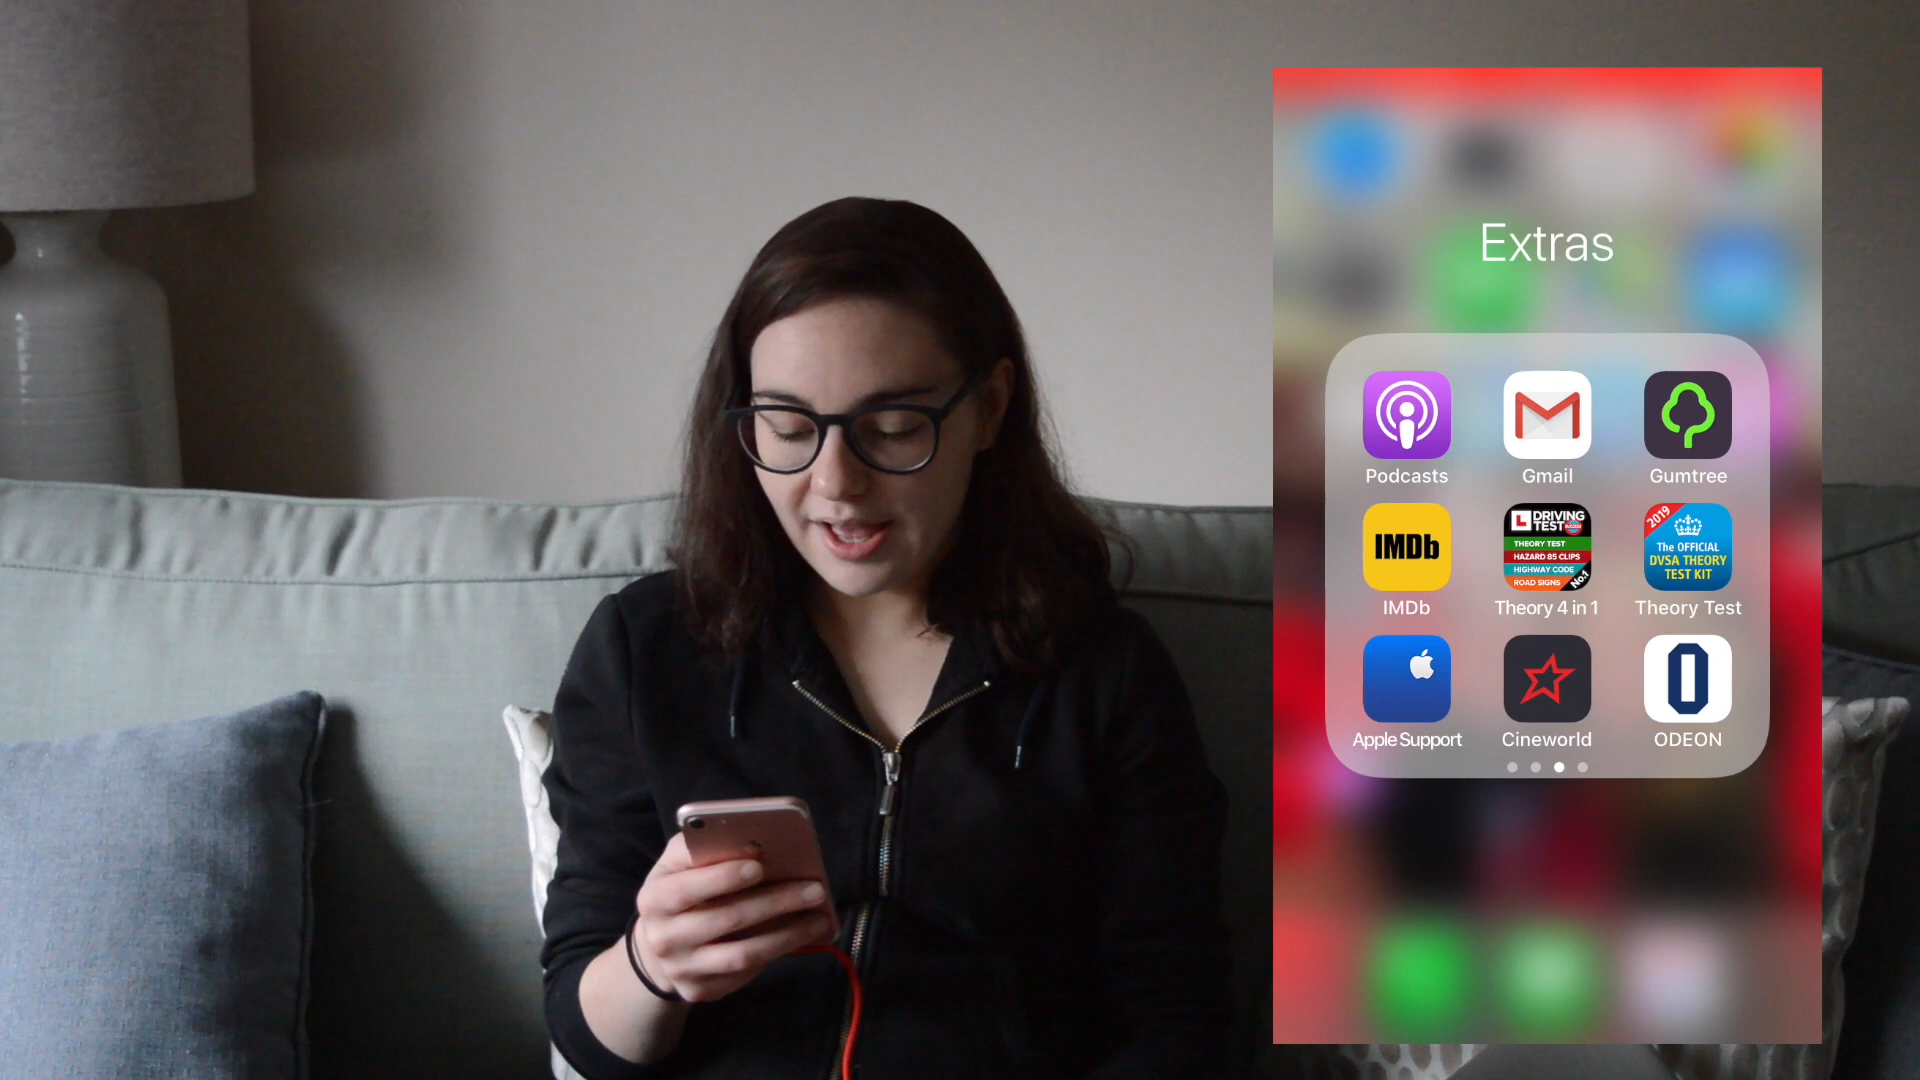 Extras
Podcasts
Gmail
Gumtree
IMDb
DRIVING
TEST
SUCCESS
THEORY TEST
HAZARD 85 CLIPS
HIGHWAY CODE
ROAD SIGNS
No.1
2019
The OFFICIAL
DVSA THEORY
TEST KIT
IMDb
Theory 4 in 1
Theory Test
Apple Support
Cineworld
ODEON